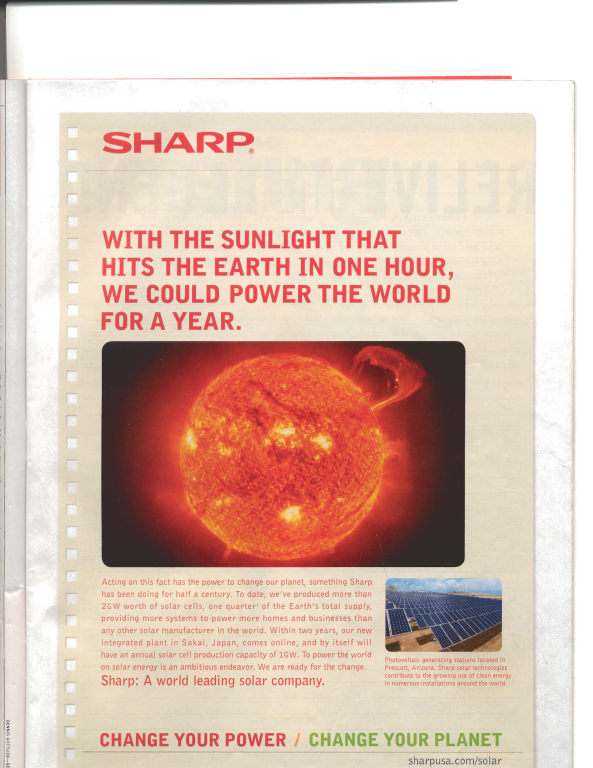 SHARP®
WITH THE SUNLIGHT THAT
HITS THE EARTH IN ONE HOUR,
WE COULD POWER THE WORLD
FOR A YEAR.
Acting on this fact has the power to change our planet, something Sharp
has been doing for half a century. To date, we've produced more than
2GW worth of solar cells, one quarter¹ of the Earth's total supply,
providing more systems to power more homes and businesses than
any other solar manufacturer in the world. Within two years, our new
integrated plant in Sakai, Japan, comes online, and by itself will
have an annual solar cell production capacity of 1GW. To power the world
on solar energy is an ambitious endeavor. We are ready for the change.
Sharp: A world leading solar company.
Photovoltaic generating stations located in
Prescott, Arizona. Sharp solar technologies
contribute to the growing use of clean energy
in numerous installations around the world.
CHANGE YOUR POWER / CHANGE YOUR PLANET
sharpusa.com/solar